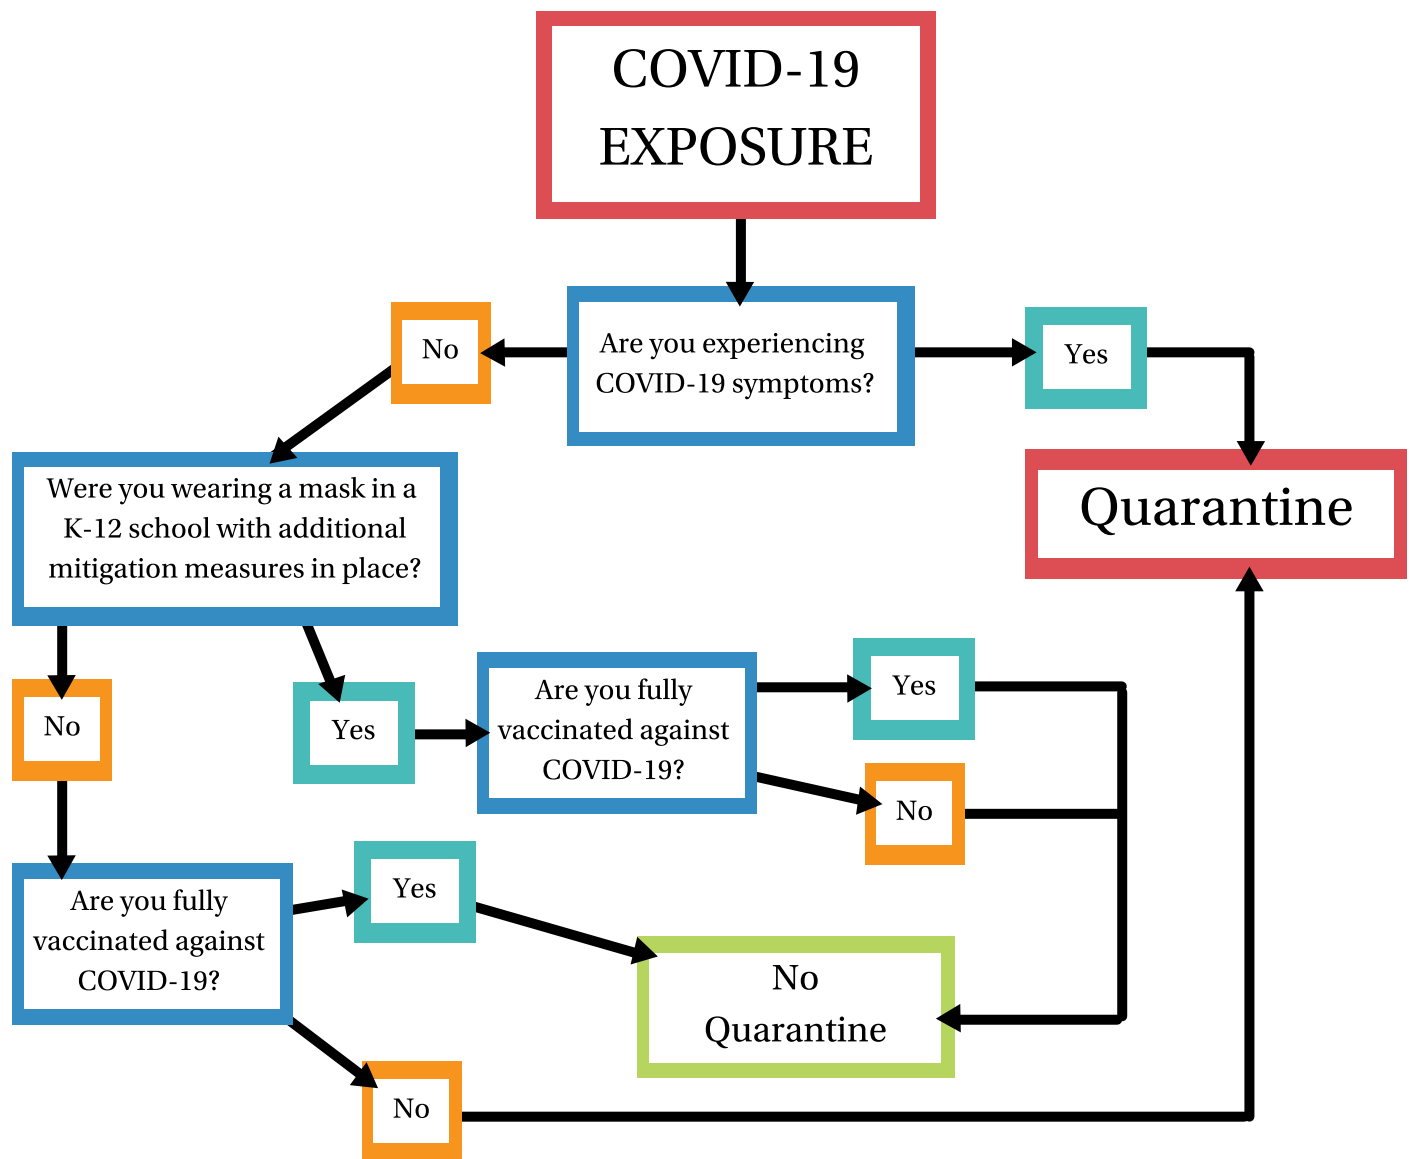 COVID-19
EXPOSURE
Are you experiencing
COVID-19 symptoms?
No
Yes
Were you wearing a mask in a
K-12 school with additional
mitigation measures in place?
Quarantine
No
Yes
Are you fully
vaccinated against
COVID-19?
Yes
No
Are you fully
vaccinated against
COVID-19?
Yes
No
No
Quarantine